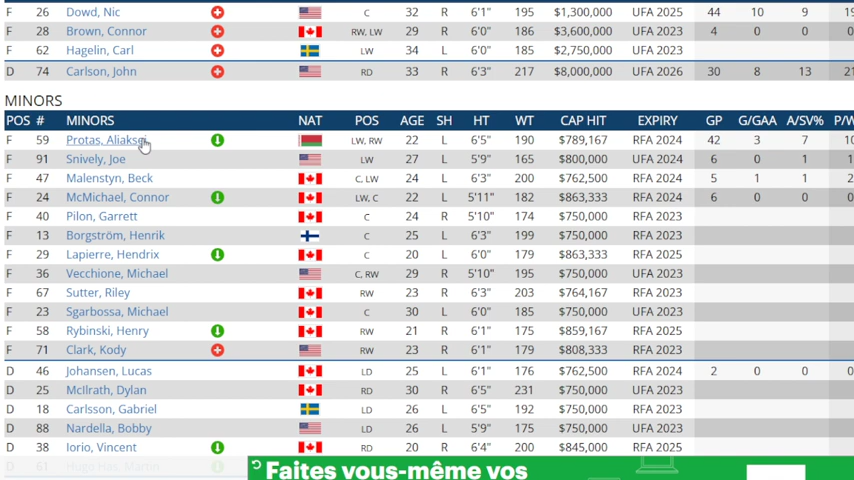 F 26 Dowd, Nic C 32 R 6'1" 195 $1,300,000 UFA 2025 44 10 9
F 28 Brown, Connor RW, LW 29 R 6'0" 186 $3,600,000 UFA 2023 4 0 0
F 62 Hagelin, Carl LW 34 L 6'0" 185 $2,750,000 UFA 2023
D 74 Carlson, John RD 33 R 6'3" 217 $8,000,000 UFA 2026 30 8 13 21
MINORS
POS # MINORS NAT POS AGE SH HT WT CAP HIT EXPIRY GP G/GAA A/SV% P/W
F 59 Protas, Aliaksei LW, RW 22 L 6'5" 190 $789,167 RFA 2024 42 3 7 10
F 91 Snively, Joe LW 27 L 5'9" 165 $800,000 UFA 2024 6 0 1 1
F 47 Malenstyn, Beck C, LW 24 L 6'3" 200 $762,500 RFA 2024 5 1 1 2
F 24 McMichael, Connor LW, C 22 L 5'11" 182 $863,333 RFA 2024 6 0 0 0
F 40 Pilon, Garrett C 24 R 5'10" 174 $750,000 RFA 2023
F 13 Borgström, Henrik C 25 L 6'3" 199 $750,000 RFA 2023
F 29 Lapierre, Hendrix C 20 L 6'0" 179 $863,333 RFA 2025
F 36 Vecchione, Michael C, RW 29 R 5'10" 195 $750,000 UFA 2023
F 67 Sutter, Riley RW 23 R 6'3" 203 $764,167 RFA 2023
F 23 Sgarbossa, Michael C 30 L 6'0" 185 $750,000 UFA 2023
F 58 Rybinski, Henry RW 21 R 6'1" 175 $859,167 RFA 2025
F 71 Clark, Kody RW 23 R 6'1" 179 $808,333 RFA 2023
D 46 Johansen, Lucas LD 25 L 6'1" 176 $762,500 RFA 2024 2 0 0 0
D 25 McIlrath, Dylan RD 30 R 6'5" 231 $750,000 UFA 2023
D 18 Carlsson, Gabriel LD 26 L 6'5" 192 $750,000 RFA 2023
D 88 Nardella, Bobby LD 26 L 5'9" 175 $750,000 UFA 2023
D 38 Iorio, Vincent RD 20 R 6'4" 200 $845,000 RFA 2025
D 61 Hugo Has, Martin
Faites vous-même vos